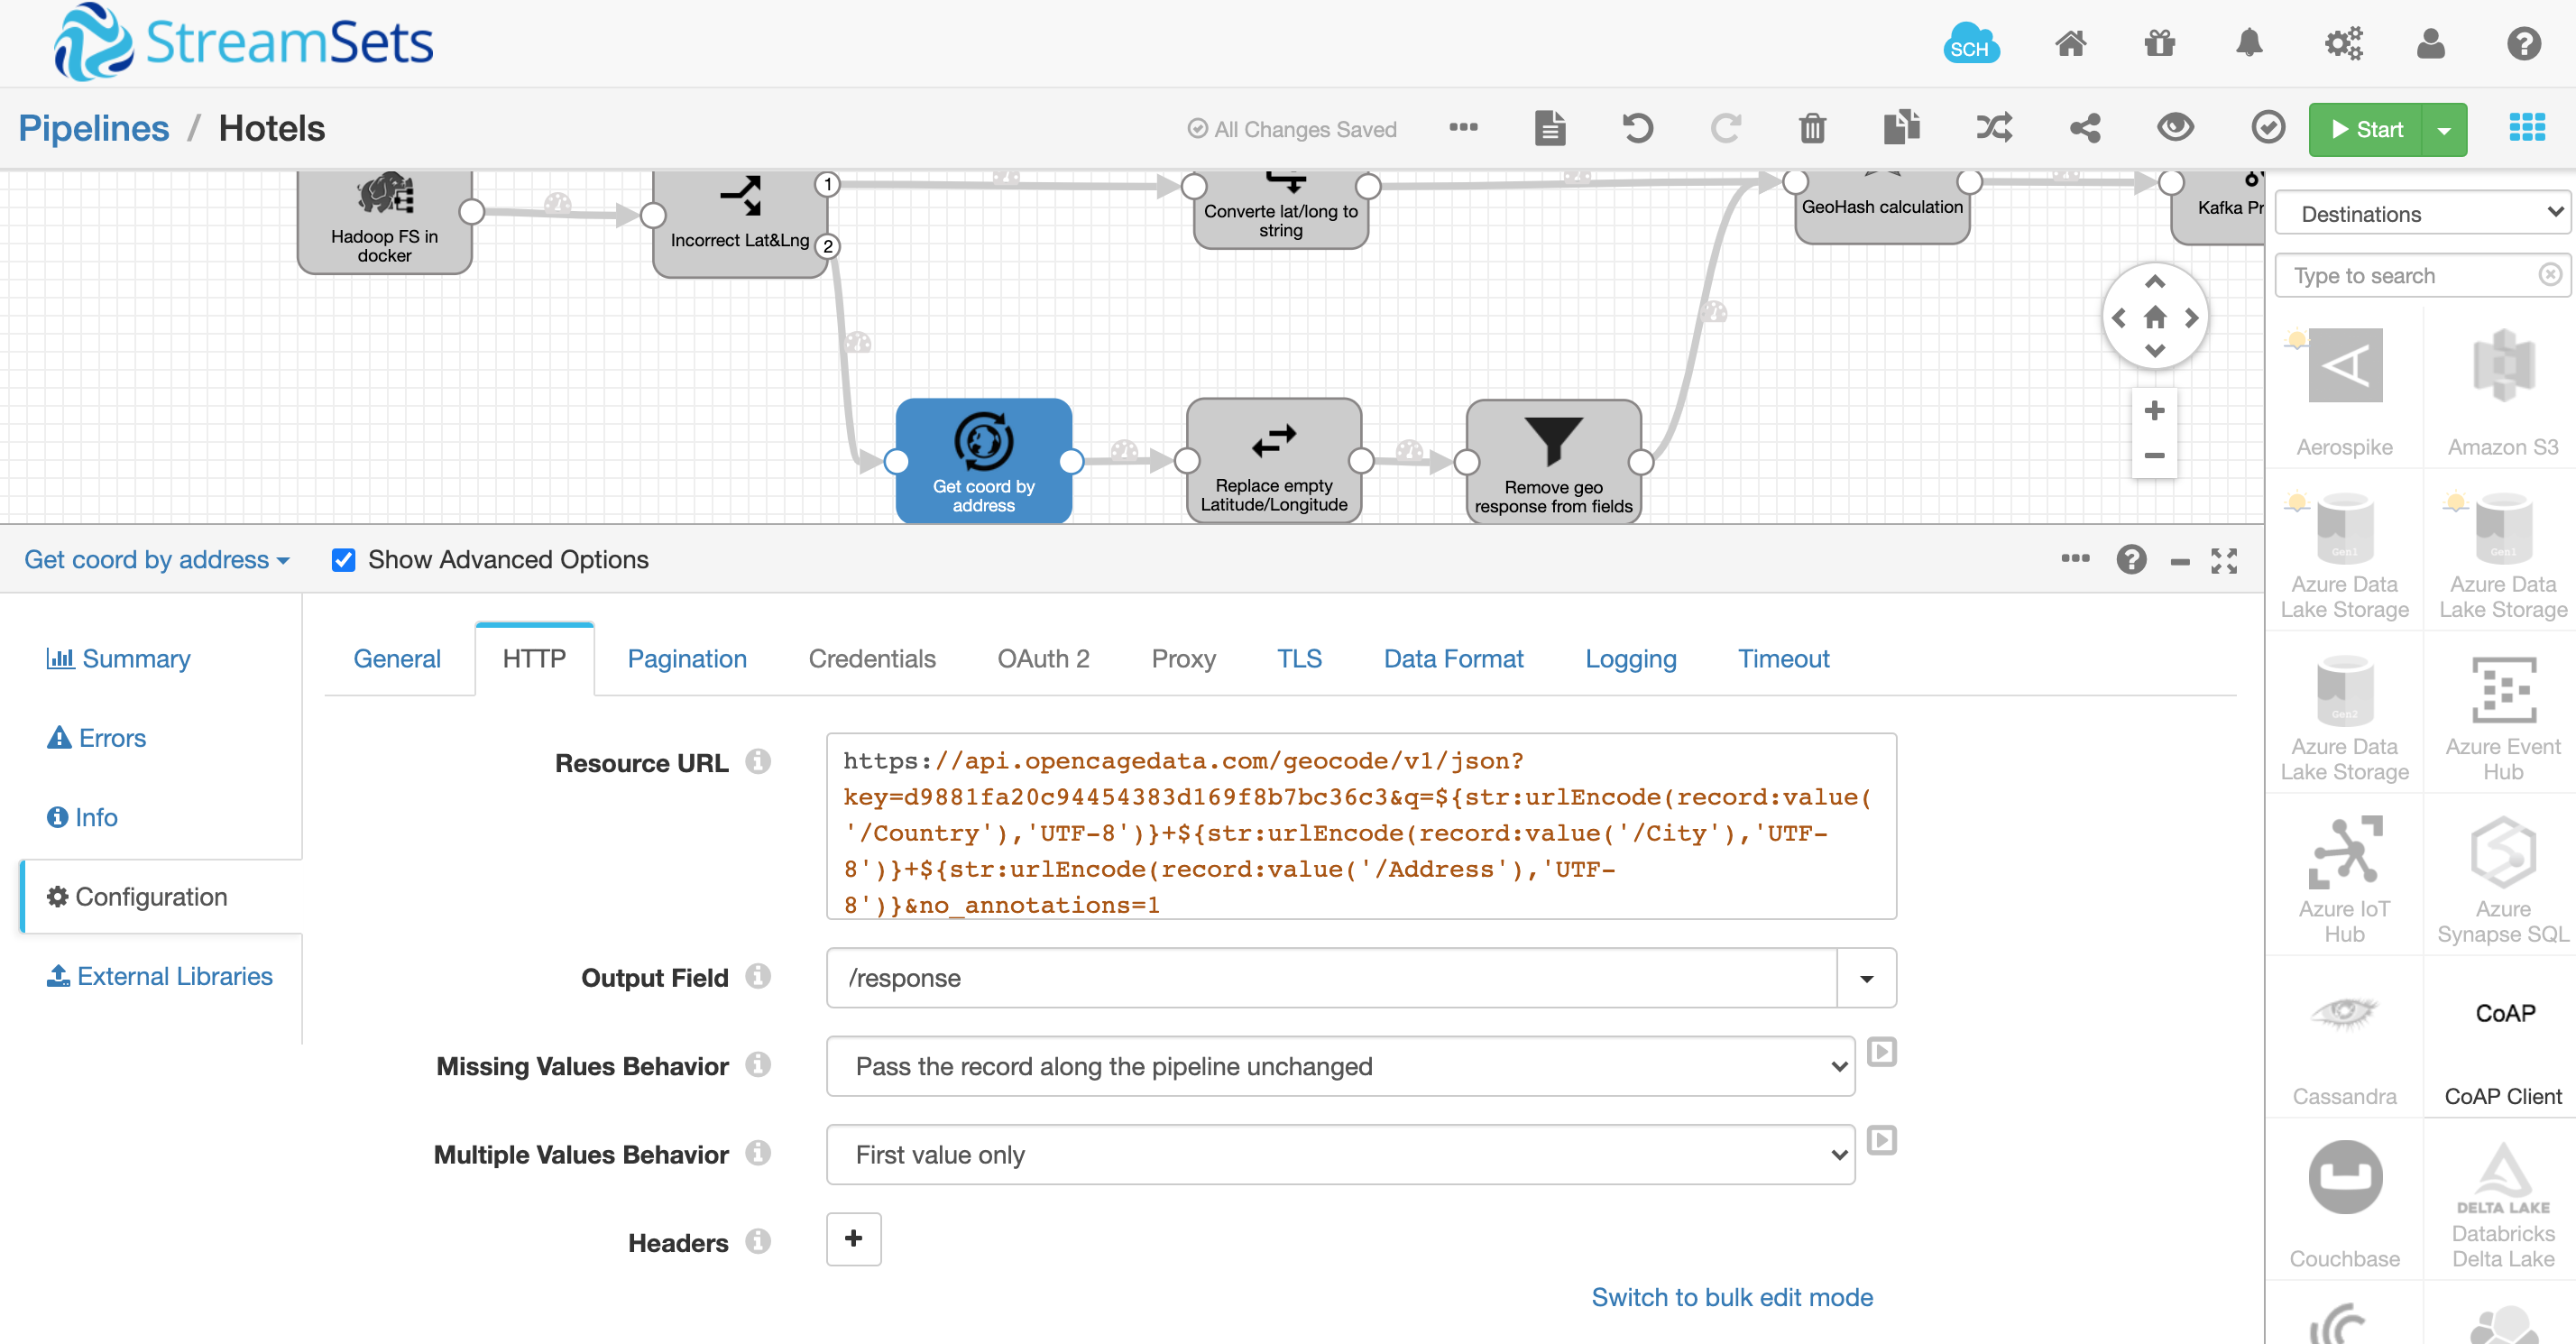 StreamSets
SCH
Pipelines / Hotels
All Changes Saved
Start
Hadoop FS in
docker
Incorrect Lat&Lng
1
2
Converte lat/long to
string
GeoHash calculation
Kafka Pr
Get coord by
address
Replace empty
Latitude/Longitude
Remove geo
response from fields
Destinations
Type to search
Aerospike
Amazon S3
Gen1
Azure Data
Lake Storage
Gen1
Azure Data
Lake Storage
Gen2
Azure Data
Lake Storage
Azure Event
Hub
Azure IoT
Hub
Azure
Synapse SQL
Cassandra
CoAP
CoAP Client
Couchbase
DELTA LAKE
Databricks
Delta Lake
Get coord by address
Show Advanced Options
Summary
Errors
Info
Configuration
External Libraries
General
HTTP
Pagination
Credentials
OAuth 2
Proxy
TLS
Data Format
Logging
Timeout
Resource URL
https://api.opencagedata.com/geocode/v1/json?
key=d9881fa20c94454383d169f8b7bc36c3&q=${str:urlEncode(record:value(
'/Country'),'UTF-8')}+${str:urlEncode(record:value('/City'),'UTF-
8')}+${str:urlEncode(record:value('/Address'),'UTF-
8')}&no_annotations=1
Output Field
/response
Missing Values Behavior
Pass the record along the pipeline unchanged
Multiple Values Behavior
First value only
Headers
Switch to bulk edit mode